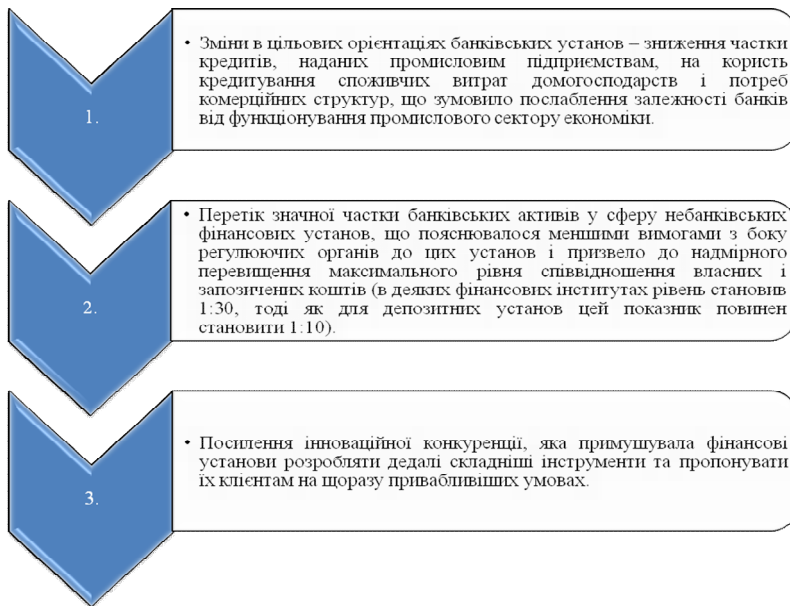 • Зміни в цільових орієнтаціях банківських установ – зниження частки
кредитів, наданих промисловим підприємствам, на користь
кредитування споживчих витрат домогосподарств і потреб
комерційних структур, що зумовило послаблення залежності банків
від функціонування промислового сектору економіки.
1.
• Перетік значної частки банківських активів у сферу небанківських
фінансових установ, що пояснювалося меншими вимогами з боку
регулюючих органів до цих установ і призвело до надмірного
перевищення максимального рівня співвідношення власних і
запозичених коштів (в деяких фінансових інститутах рівень становив
1:30, тоді як для депозитних установ цей показник повинен
становити 1:10).
2.
• Посилення інноваційної конкуренції, яка примушувала фінансові
установи розробляти дедалі складніші інструменти та пропонувати
їх клієнтам на щоразу привабливіших умовах.
3.